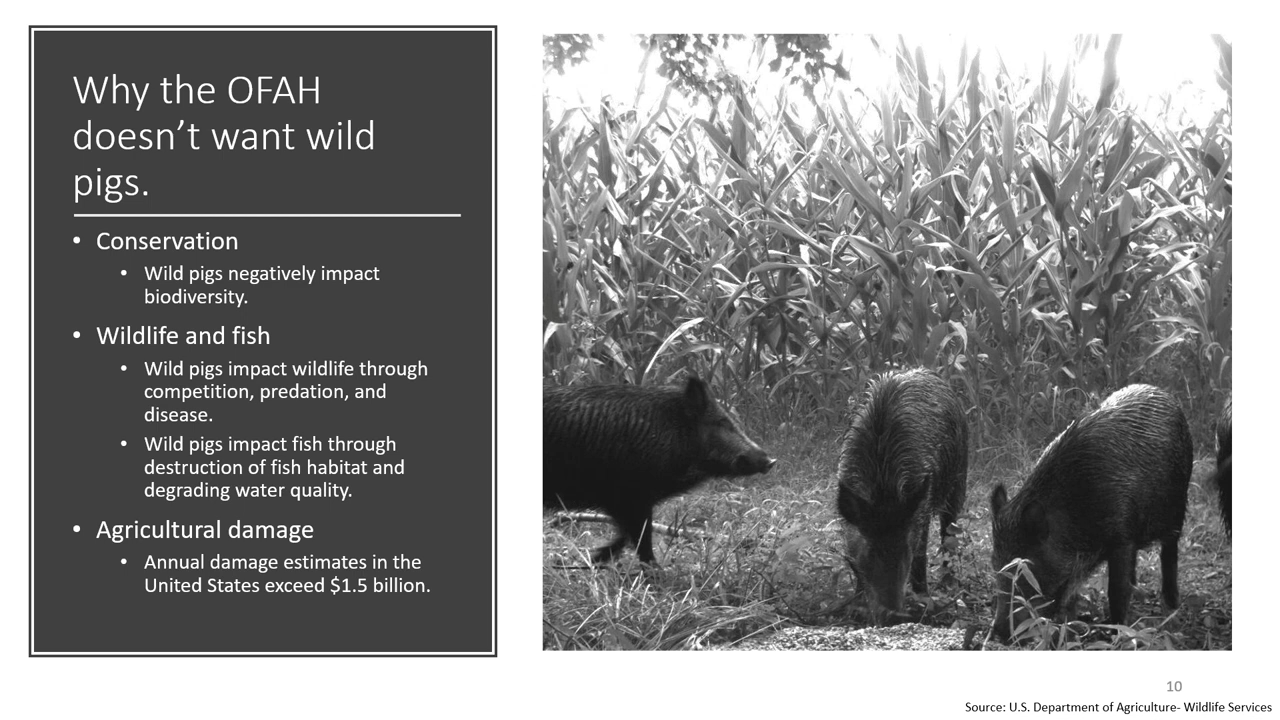 Why the OFAH
doesn’t want wild
pigs.
• Conservation
• Wild pigs negatively impact
biodiversity.
• Wildlife and fish
• Wild pigs impact wildlife through
competition, predation, and
disease.
• Wild pigs impact fish through
destruction of fish habitat and
degrading water quality.
• Agricultural damage
• Annual damage estimates in the
United States exceed $1.5 billion.
10
Source: U.S. Department of Agriculture- Wildlife Services